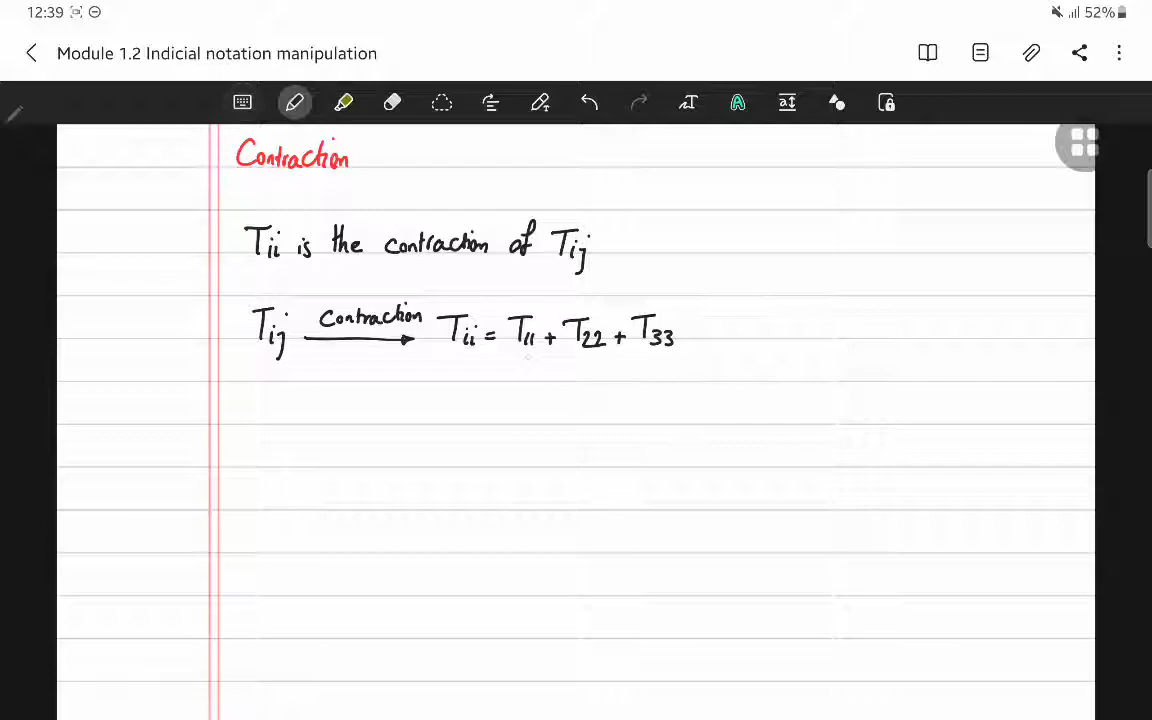 12:39 52%
Module 1.2 Indicial notation manipulation
Contraction
Tii is the contraction of Tij
Tij Contraction → Tii = T11 + T22 + T33